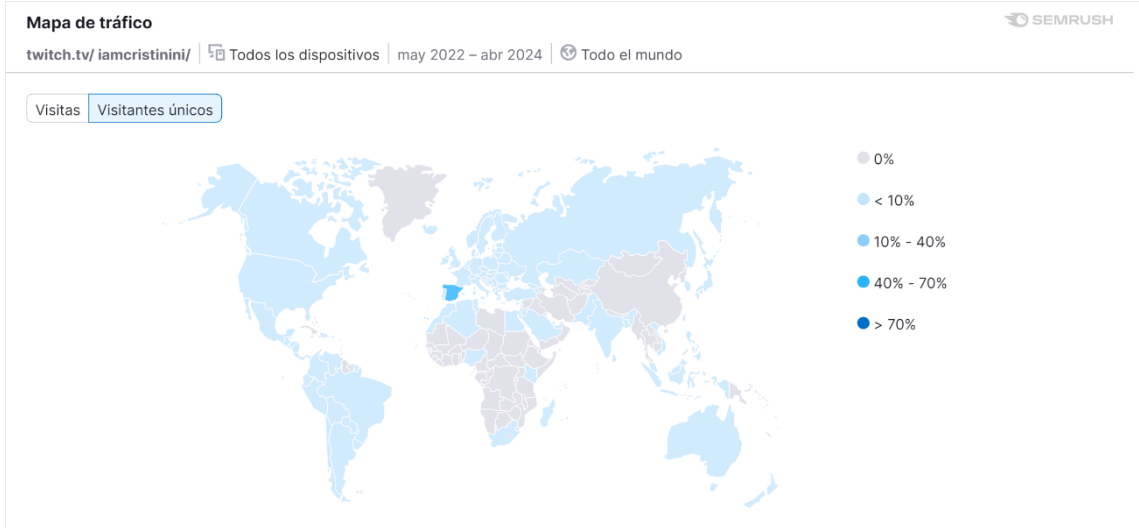 Mapa de tráfico
SEMRUSH
twitch.tv/ iamcristinini/ Todos los dispositivos may 2022 – abr 2024 Todo el mundo
Visitas Visitantes únicos
0%
< 10%
10% - 40%
40% - 70%
> 70%